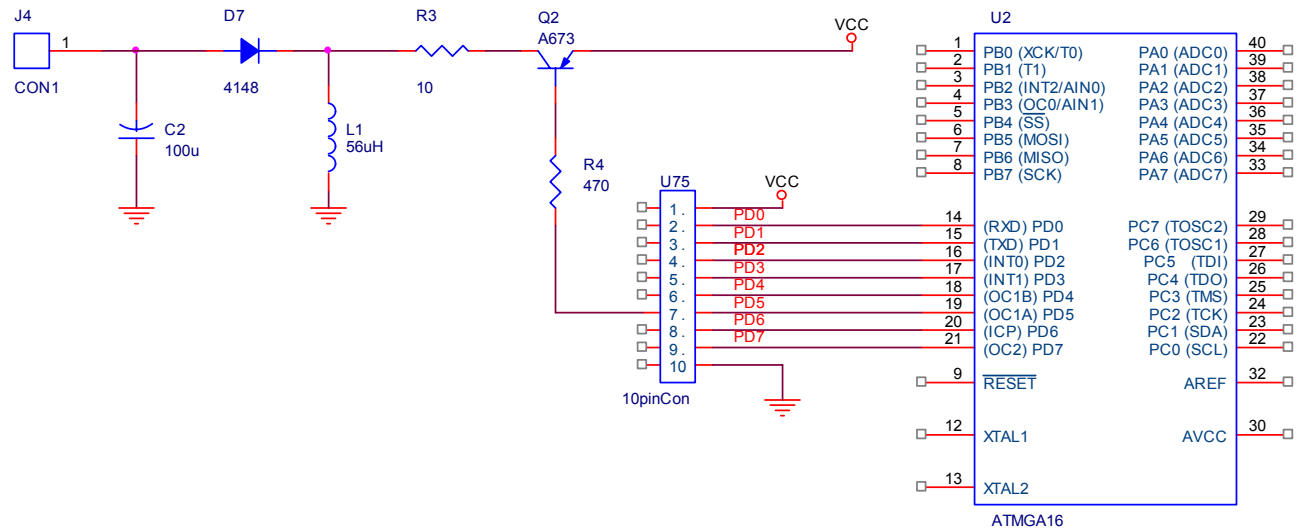 J4
1
CON1
D7
4148
C2
100u
L1
56uH
R3
10
Q2
A673
VCC
R4
470
U75
VCC
1.
2.
3.
4.
5.
6.
7.
8.
9.
10
10pinCon
PD0
PD1
PD2
PD3
PD4
PD5
PD6
PD7
U2
1 PB0 (XCK/T0) PA0 (ADC0) 40
2 PB1 (T1) PA1 (ADC1) 39
3 PB2 (INT2/AIN0) PA2 (ADC2) 38
4 PB3 (OC0/AIN1) PA3 (ADC3) 37
5 PB4 (SS) PA4 (ADC4) 36
6 PB5 (MOSI) PA5 (ADC5) 35
7 PB6 (MISO) PA6 (ADC6) 34
8 PB7 (SCK) PA7 (ADC7) 33
14 (RXD) PD0 PC7 (TOSC2) 29
15 (TXD) PD1 PC6 (TOSC1) 28
16 (INT0) PD2 PC5 (TDI) 27
17 (INT1) PD3 PC4 (TDO) 26
18 (OC1B) PD4 PC3 (TMS) 25
19 (OC1A) PD5 PC2 (TCK) 24
20 (ICP) PD6 PC1 (SDA) 23
21 (OC2) PD7 PC0 (SCL) 22
9 RESET AREF 32
12 XTAL1 AVCC 30
13 XTAL2
ATMGA16